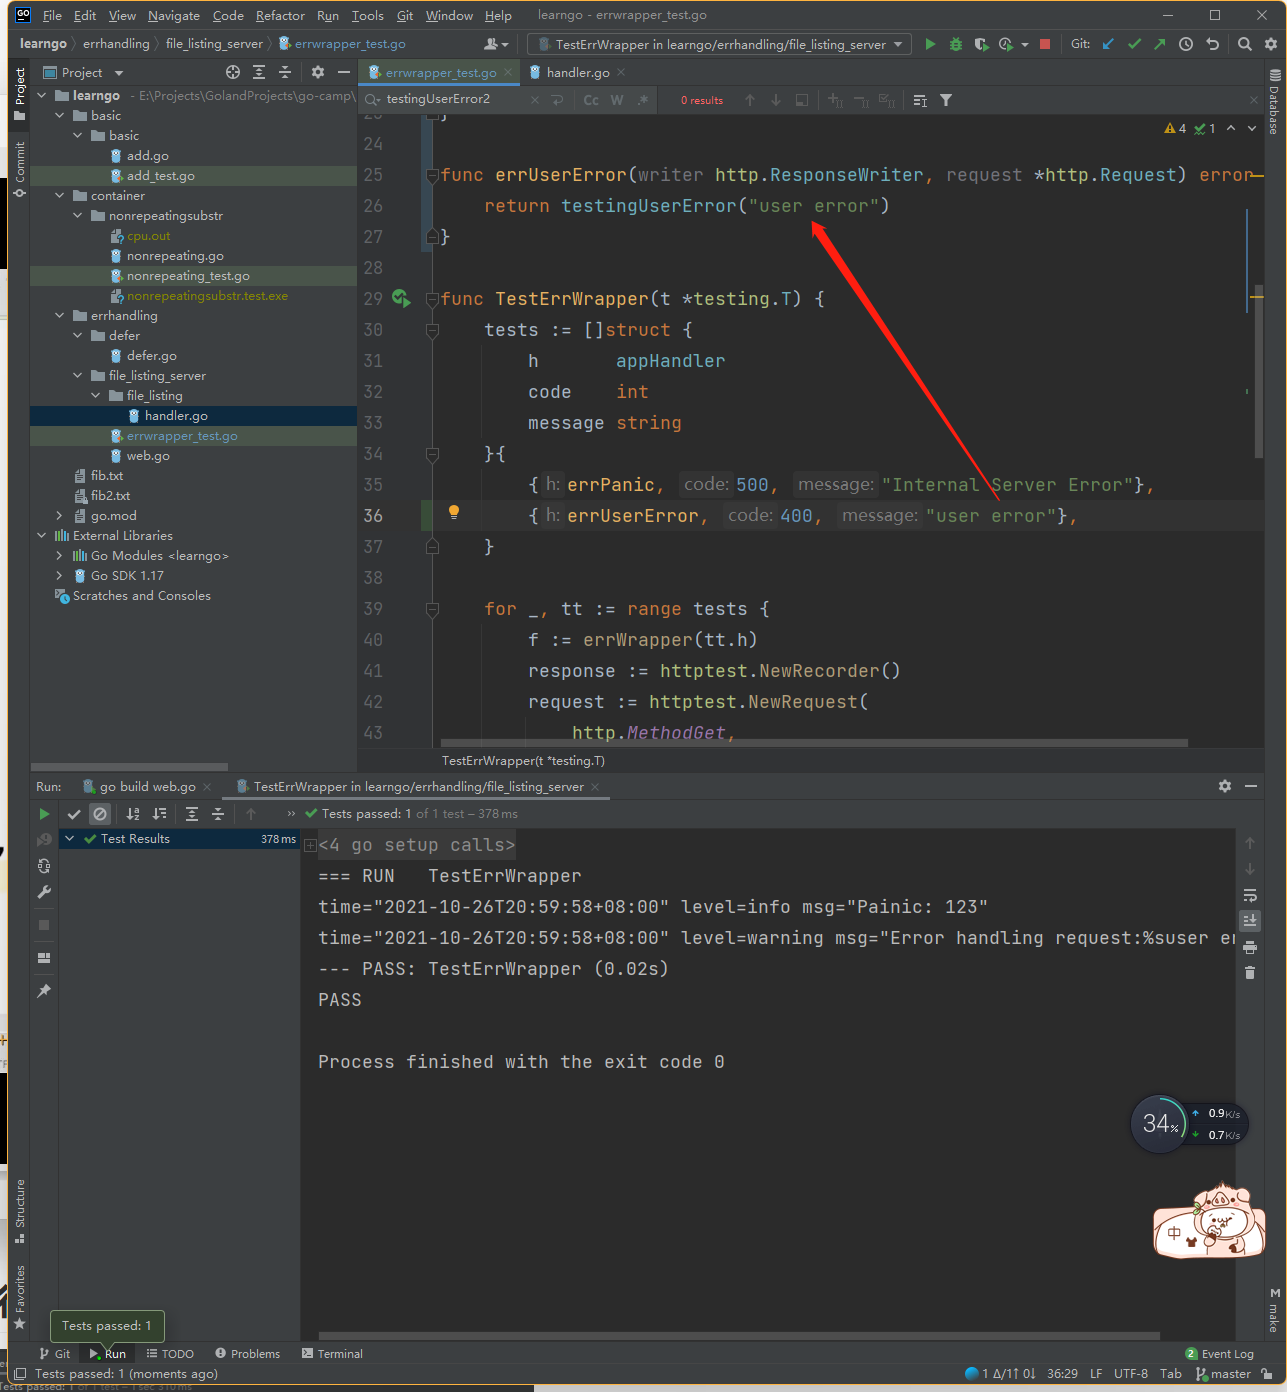 File Edit View Navigate Code Refactor Run Tools Git Window Help learngo - errwrapper_test.go
learngo errhandling file_listing_server errwrapper_test.go TestErrWrapper in learngo/errhandling/file_listing_server Git:
Project
errwrapper_test.go handler.go
testingUserError2 Cc W .* 0 results
learngo - E:\Projects\GolandProjects\go-camp\
basic
basic
add.go
add_test.go
container
nonrepeatingsubstr
cpu.out
nonrepeating.go
nonrepeating_test.go
nonrepeatingsubstr.test.exe
errhandling
defer
defer.go
file_listing_server
file_listing
handler.go
errwrapper_test.go
web.go
fib.txt
fib2.txt
go.mod
External Libraries
Go Modules <learngo>
Go SDK 1.17
Scratches and Consoles
Project
Commit
Structure
Favorites
4 1
23 }
24
25 func errUserError(writer http.ResponseWriter, request *http.Request) error
26 return testingUserError("user error")
27 }
28
29 func TestErrWrapper(t *testing.T) {
30 tests := []struct {
31 h appHandler
32 code int
33 message string
34 }{
35 {h: errPanic, code: 500, message: "Internal Server Error"},
36 {h: errUserError, code: 400, message: "user error"},
37 }
38
39 for _, tt := range tests {
40 f := errWrapper(tt.h)
41 response := httptest.NewRecorder()
42 request := httptest.NewRequest(
43 http.MethodGet,
TestErrWrapper(t *testing.T)
Database
make
Run: go build web.go TestErrWrapper in learngo/errhandling/file_listing_server
» Tests passed: 1 of 1 test – 378 ms
Test Results 378 ms
<4 go setup calls>
=== RUN TestErrWrapper
time="2021-10-26T20:59:58+08:00" level=info msg="Painic: 123"
time="2021-10-26T20:59:58+08:00" level=warning msg="Error handling request:%suser er
--- PASS: TestErrWrapper (0.02s)
PASS
Process finished with the exit code 0
34% 0.9K/s
0.7K/s
中
Tests passed: 1
Git Run TODO Problems Terminal 2 Event Log
Tests passed: 1 (moments ago) 1 Δ/1↑ 0↓ 36:29 LF UTF-8 Tab master